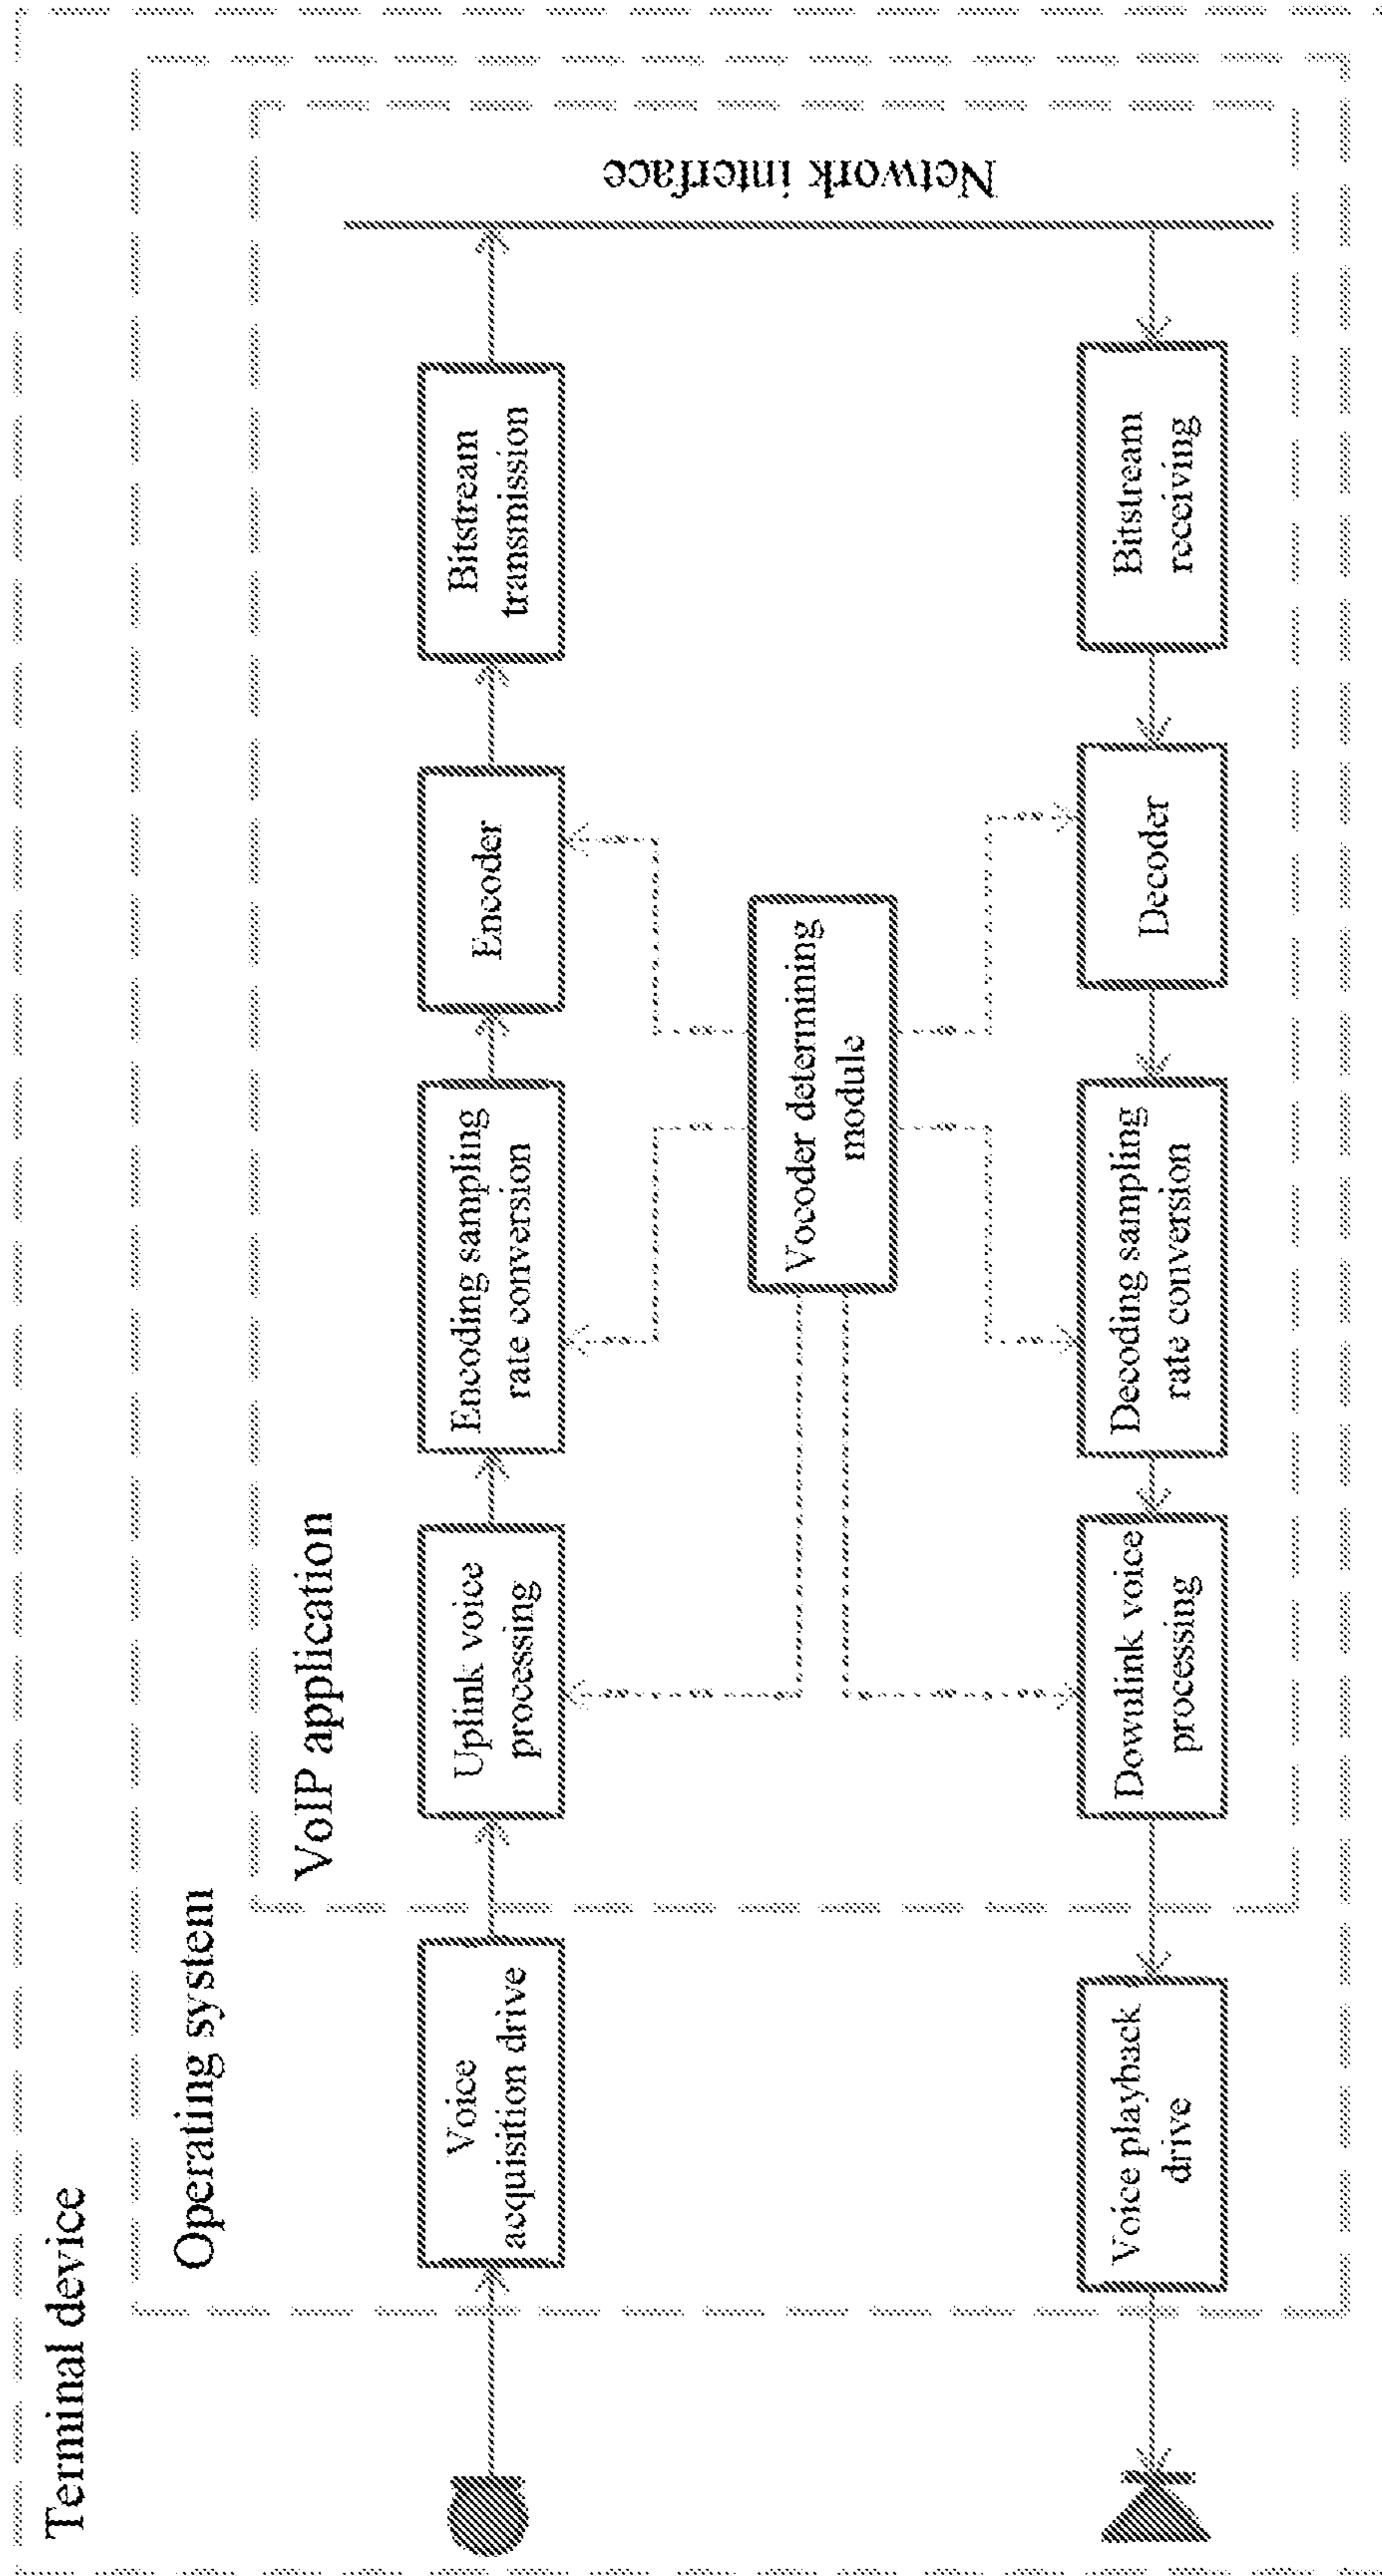 Terminal device
Operating system
VoIP application
Voice
acquisition drive
Uplink voice
processing
Encoding sampling
rate conversion
Encoder
Bitstream
transmission
Network interface
Vocoder determining
module
Voice playback
drive
Downlink voice
processing
Decoding sampling
rate conversion
Decoder
Bitstream
receiving